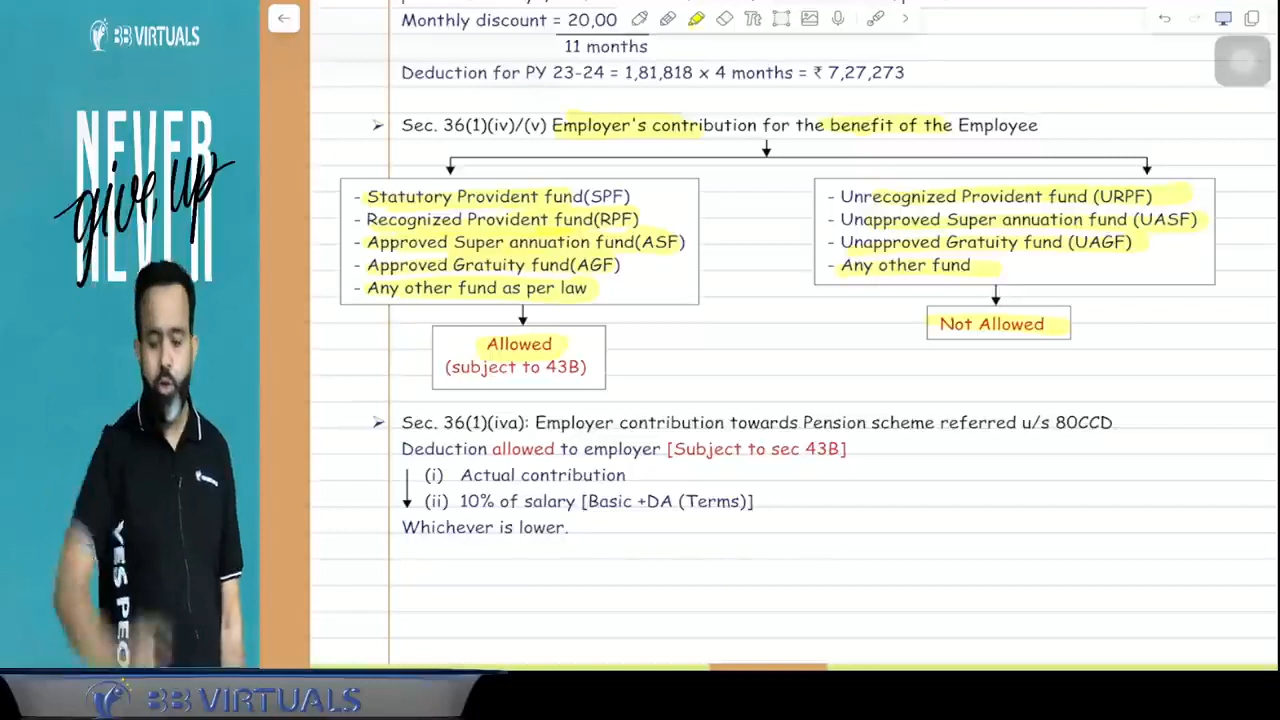 BB VIRTUALS
NEVER
give up
NEVER
YES PEO
Monthly discount = 20,00
11 months
Deduction for PY 23-24 = 1,81,818 x 4 months = ₹ 7,27,273
➢ Sec. 36(1)(iv)/(v) Employer's contribution for the benefit of the Employee
- Statutory Provident fund(SPF)
- Recognized Provident fund(RPF)
- Approved Super annuation fund(ASF)
- Approved Gratuity fund(AGF)
- Any other fund as per law
Allowed
(subject to 43B)
- Unrecognized Provident fund (URPF)
- Unapproved Super annuation fund (UASF)
- Unapproved Gratuity fund (UAGF)
- Any other fund
Not Allowed
➢ Sec. 36(1)(iva): Employer contribution towards Pension scheme referred u/s 80CCD
Deduction allowed to employer [Subject to sec 43B]
(i) Actual contribution
(ii) 10% of salary [Basic +DA (Terms)]
Whichever is lower.
BB VIRTUALS